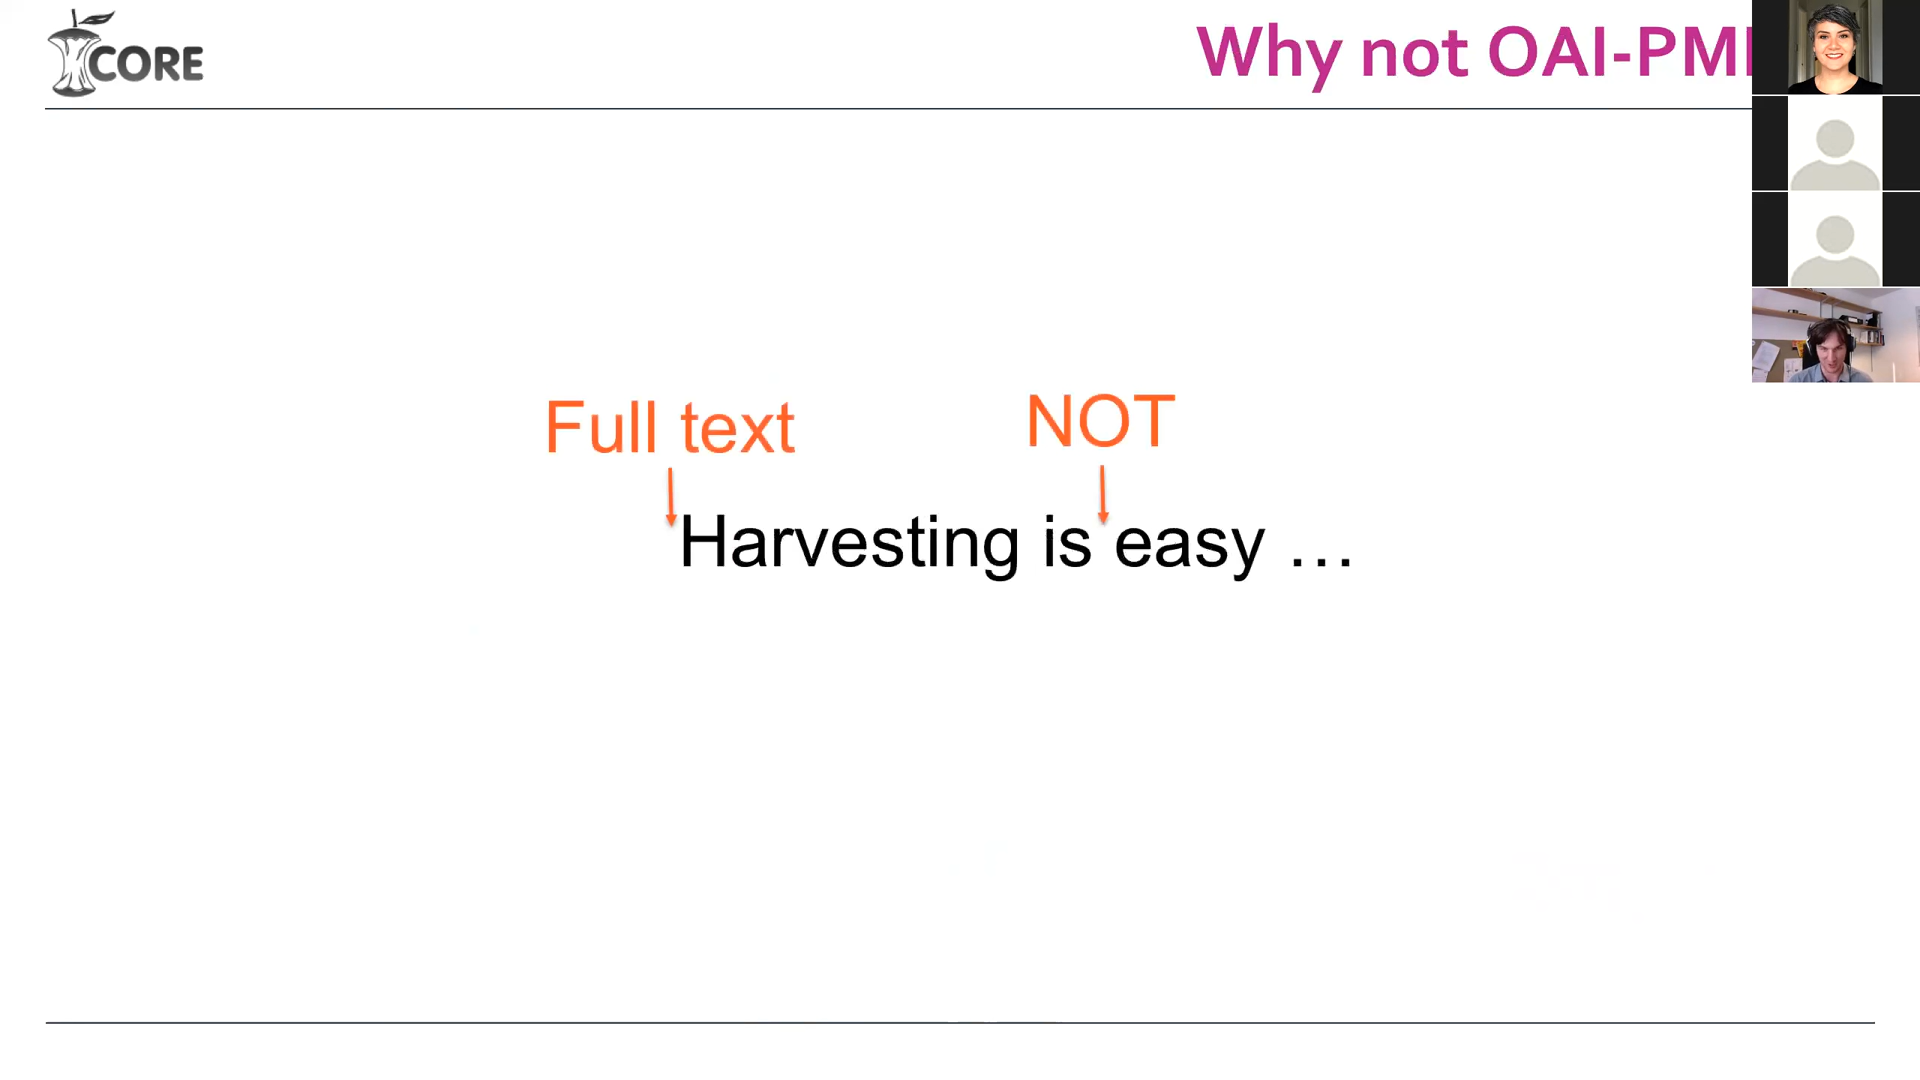 CORE
Why not OAI-PM
Full text
NOT
Harvesting is easy …